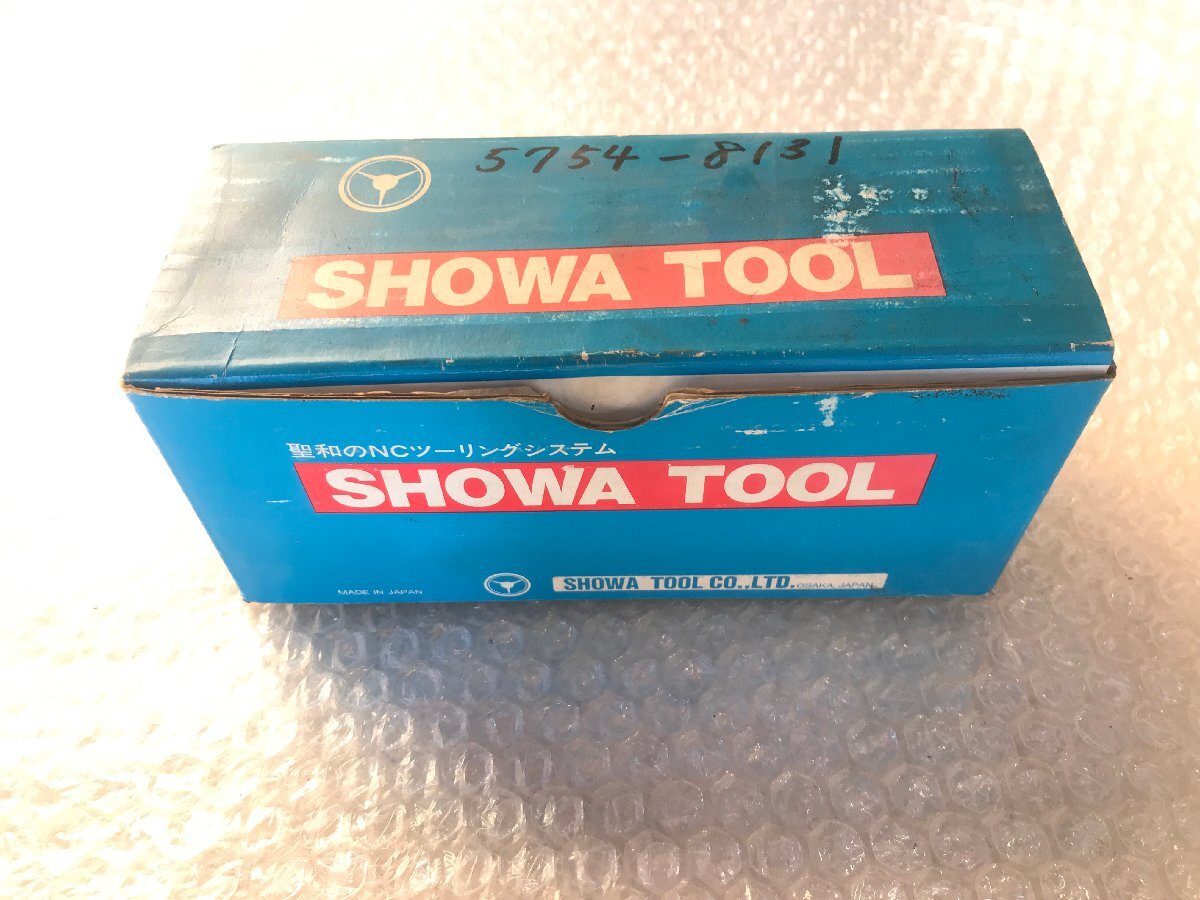 5754-8131
SHOWA TOOL
聖和のNCツーリングシステム
SHOWA TOOL
MADE IN JAPAN
SHOWA TOOL CO.,LTD. OSAKA JAPAN